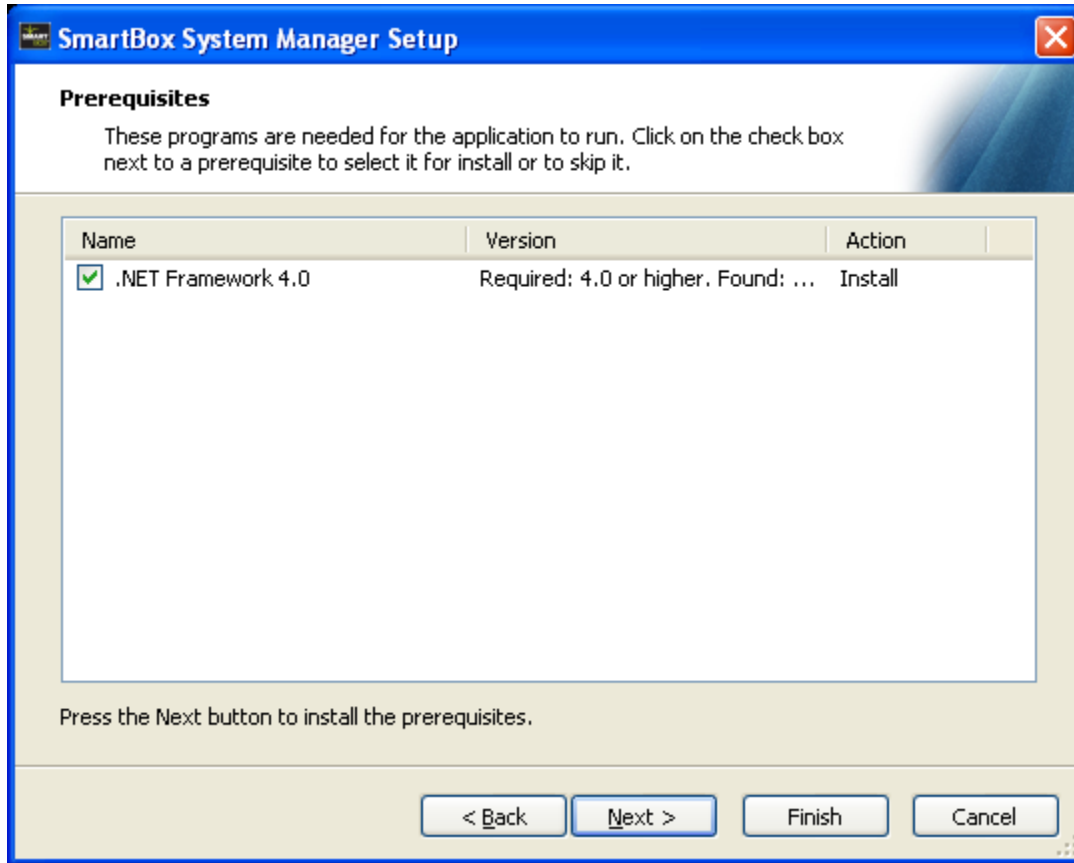 SmartBox System Manager Setup
Prerequisites
These programs are needed for the application to run. Click on the check box
next to a prerequisite to select it for install or to skip it.
Name Version Action
.NET Framework 4.0 Required: 4.0 or higher. Found: ... Install
Press the Next button to install the prerequisites.
< Back Next > Finish Cancel